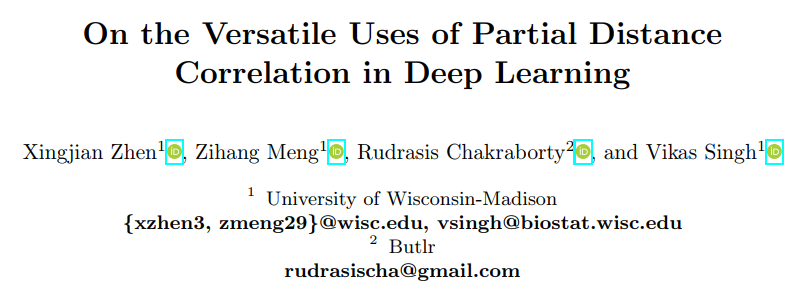 On the Versatile Uses of Partial Distance
Correlation in Deep Learning
Xingjian Zhen1, Zihang Meng1, Rudrasis Chakraborty2, and Vikas Singh1
1 University of Wisconsin-Madison
{xzhen3, zmeng29}@wisc.edu, vsingh@biostat.wisc.edu
2 Butlr
rudrasischa@gmail.com